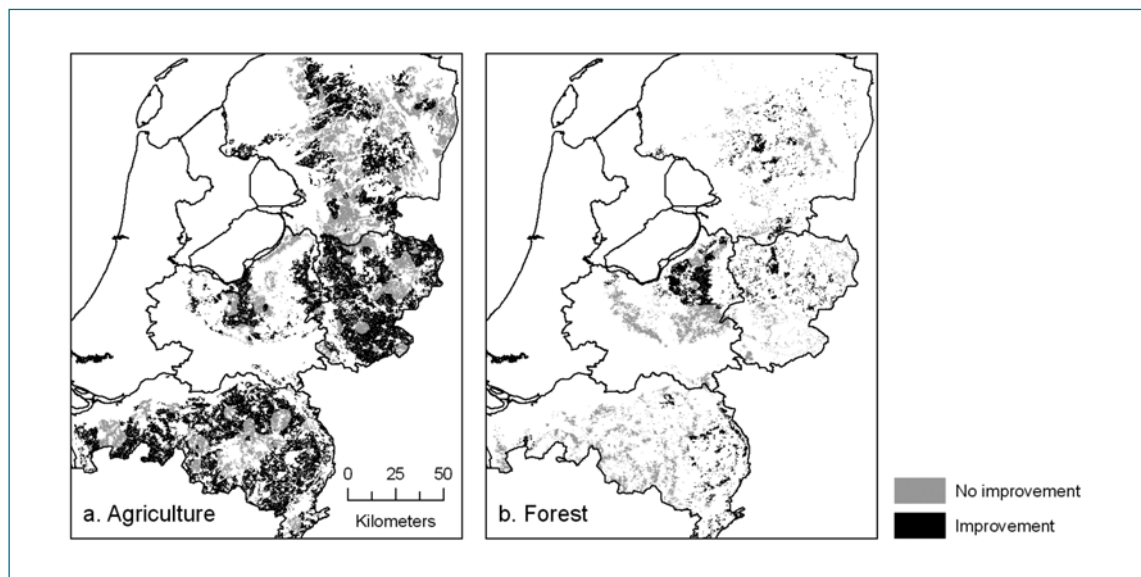 0 25 50
Kilometers
a. Agriculture
b. Forest
No improvement
Improvement